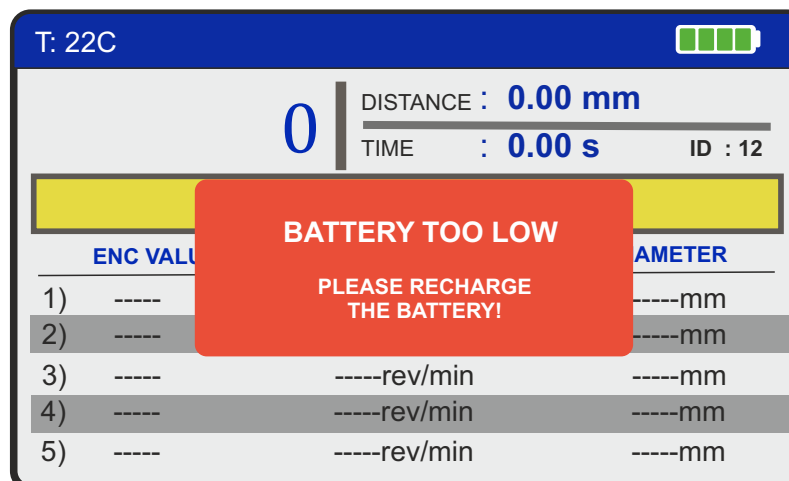 T: 22C
0
DISTANCE : 0.00 mm
TIME : 0.00 s ID : 12
BATTERY TOO LOW
PLEASE RECHARGE
THE BATTERY!
ENC VALU AMETER
1) ----- -----mm
2) ----- -----mm
3) ----- -----rev/min -----mm
4) ----- -----rev/min -----mm
5) ----- -----rev/min -----mm